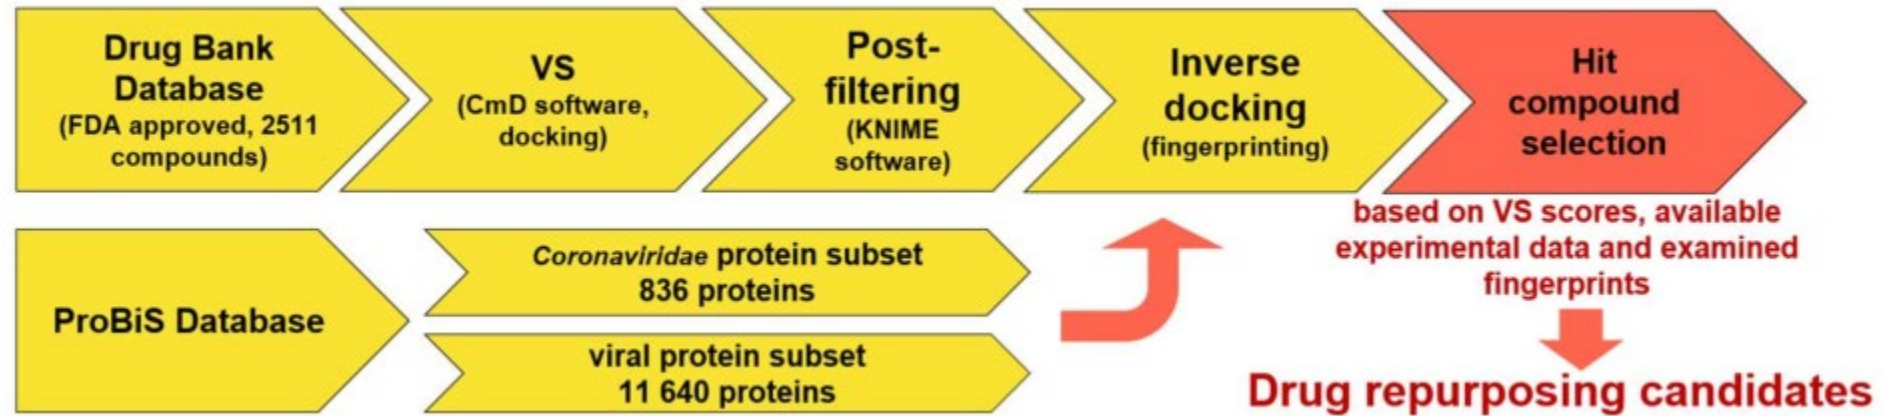 Drug Bank
Database
(FDA approved, 2511
compounds)
VS
(CmD software,
docking)
Post-
filtering
(KNIME
software)
Inverse
docking
(fingerprinting)
Hit
compound
selection
based on VS scores, available
experimental data and examined
fingerprints
Drug repurposing candidates
ProBiS Database
Coronaviridae protein subset
836 proteins
viral protein subset
11 640 proteins